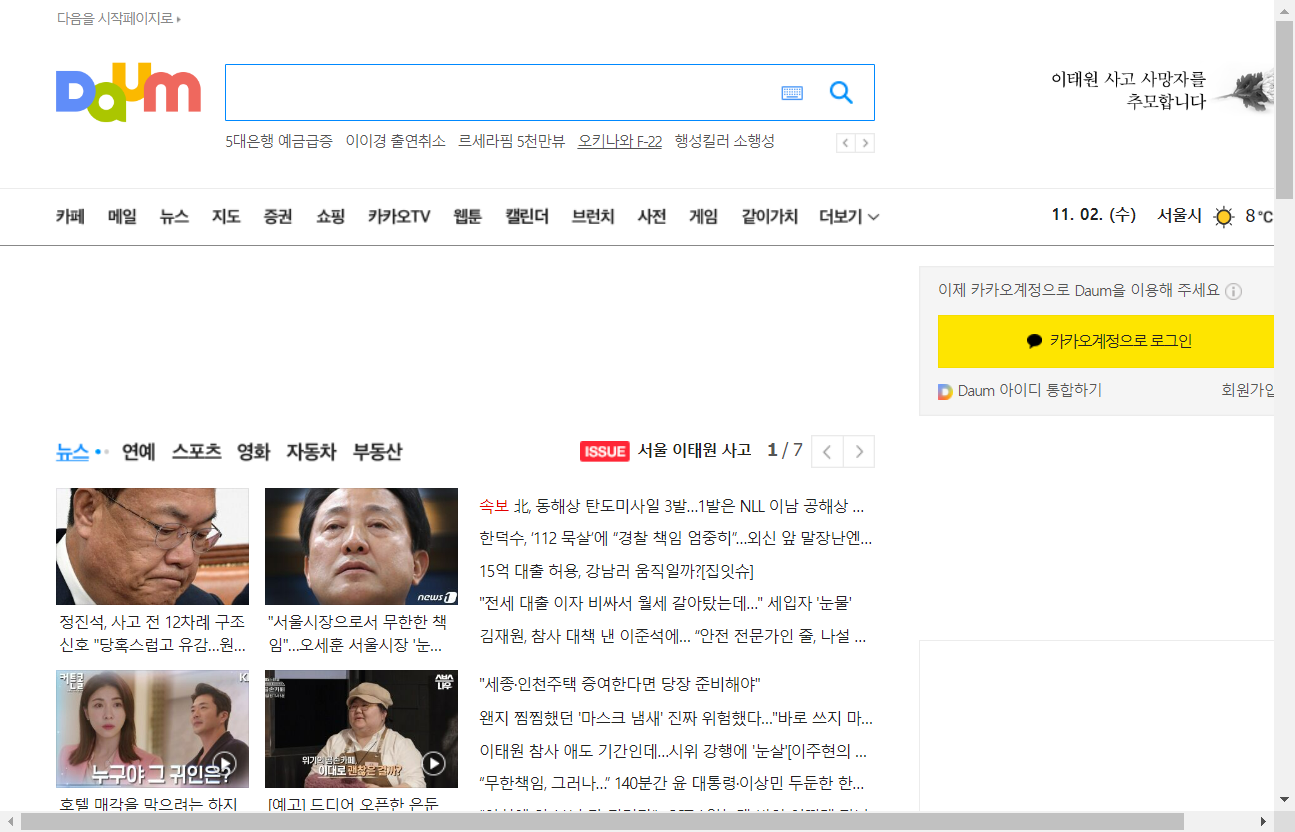 다음을 시작페이지로
Daum
이태원 사고 사망자를
추모합니다
5대은행 예금급증 이이경 출연취소 르세라핌 5천만뷰 오키나와 F-22 행성킬러 소행성
카페 메일 뉴스 지도 증권 쇼핑 카카오TV 웹툰 캘린더 브런치 사전 게임 같이가치 더보기
11. 02. (수) 서울시 8°C
이제 카카오계정으로 Daum을 이용해 주세요
카카오계정으로 로그인
Daum 아이디 통합하기 회원가입
뉴스 연예 스포츠 영화 자동차 부동산
ISSUE 서울 이태원 사고 1 / 7
news1
정진석, 사고 전 12차례 구조
신호 "당혹스럽고 유감…원…
"서울시장으로서 무한한 책
임"…오세훈 서울시장 '눈…
커튼콜
누구야 그 귀인은?
호텔 매각을 막으려는 하지
SBS
나우
위기의 은손카페
이대로 괜찮은 걸까?
[예고] 드디어 오픈한 은둔
속보 北, 동해상 탄도미사일 3발…1발은 NLL 이남 공해상 …
한덕수, ‘112 묵살’에 “경찰 책임 엄중히”…외신 앞 말장난엔…
15억 대출 허용, 강남러 움직일까?[집잇슈]
"전세 대출 이자 비싸서 월세 갈아탔는데…" 세입자 '눈물'
김재원, 참사 대책 낸 이준석에… “안전 전문가인 줄, 나설 …
"세종·인천주택 증여한다면 당장 준비해야"
왠지 찜찜했던 '마스크 냄새' 진짜 위험했다…"바로 쓰지 마…
이태원 참사 애도 기간인데…시위 강행에 '눈살'[이주현의 …
“무한책임, 그러나…” 140분간 윤 대통령·이상민 두둔한 한…